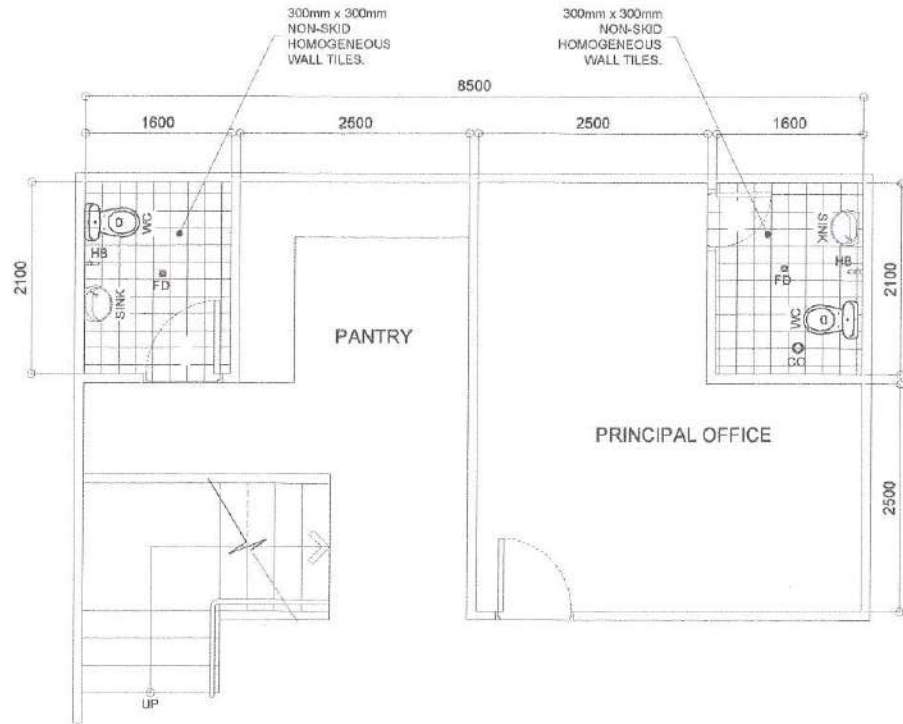 300mm x 300mm
NON-SKID
HOMOGENEOUS
WALL TILES.
300mm x 300mm
NON-SKID
HOMOGENEOUS
WALL TILES.
8500
1600
2500
2500
1600
2100
WC
HB
FD
SINK
PANTRY
SINK
HB
FD
WC
CO
2100
PRINCIPAL OFFICE
2500
UP